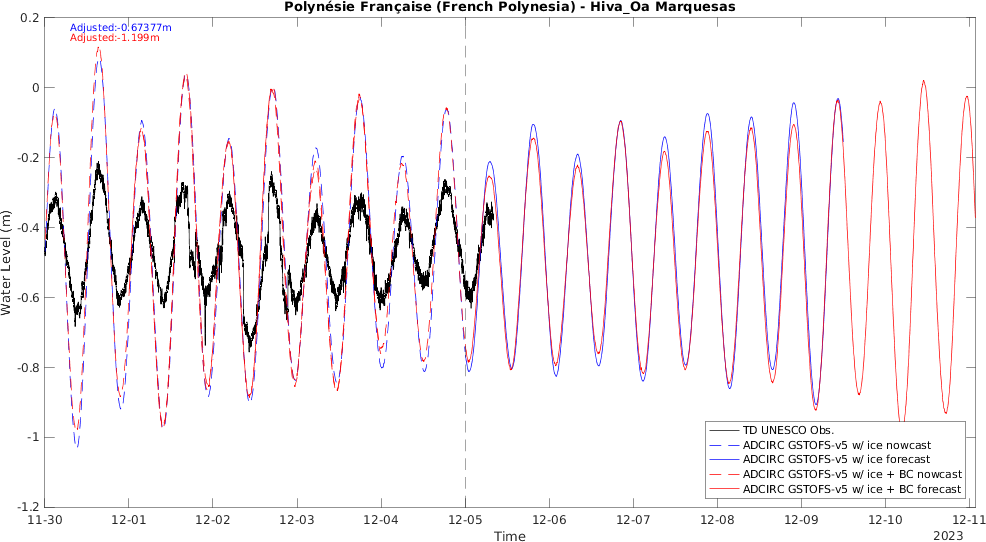 Polynésie Française (French Polynesia) - Hiva_Oa Marquesas
Adjusted:-0.67377m
Adjusted:-1.199m
0.2
0
-0.2
-0.4
-0.6
-0.8
-1
-1.2
Water Level (m)
TD UNESCO Obs.
ADCIRC GSTOFS-v5 w/ ice nowcast
ADCIRC GSTOFS-v5 w/ ice forecast
ADCIRC GSTOFS-v5 w/ ice + BC nowcast
ADCIRC GSTOFS-v5 w/ ice + BC forecast
11-30 12-01 12-02 12-03 12-04 12-05 12-06 12-07 12-08 12-09 12-10 12-11
Time
2023